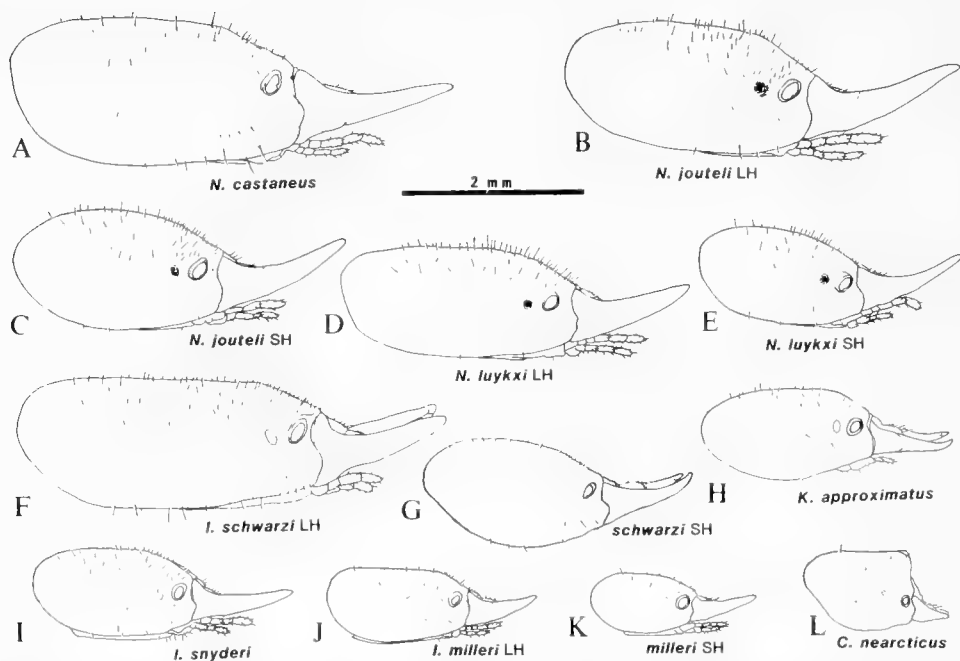 A
N. castaneus
B
N. jouteli LH
2 mm
C
N. jouteli SH
D
N. luykxi LH
E
N. luykxi SH
F
I. schwarzi LH
G
schwarzi SH
H
K. approximatus
I
I. snyderi
J
I. milleri LH
K
milleri SH
L
C. nearcticus